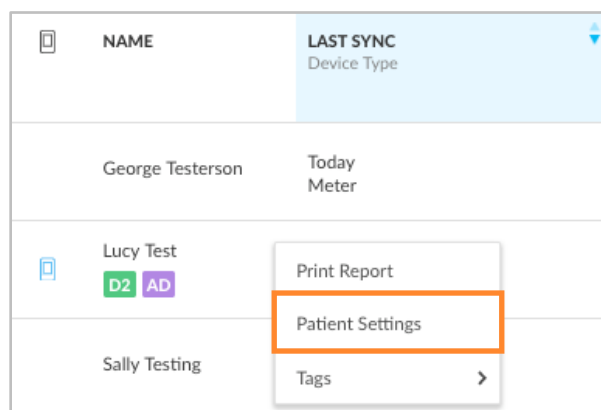 NAME
LAST SYNC
Device Type
George Testerson
Today
Meter
Lucy Test
D2 AD
Print Report
Patient Settings
Sally Testing
Tags